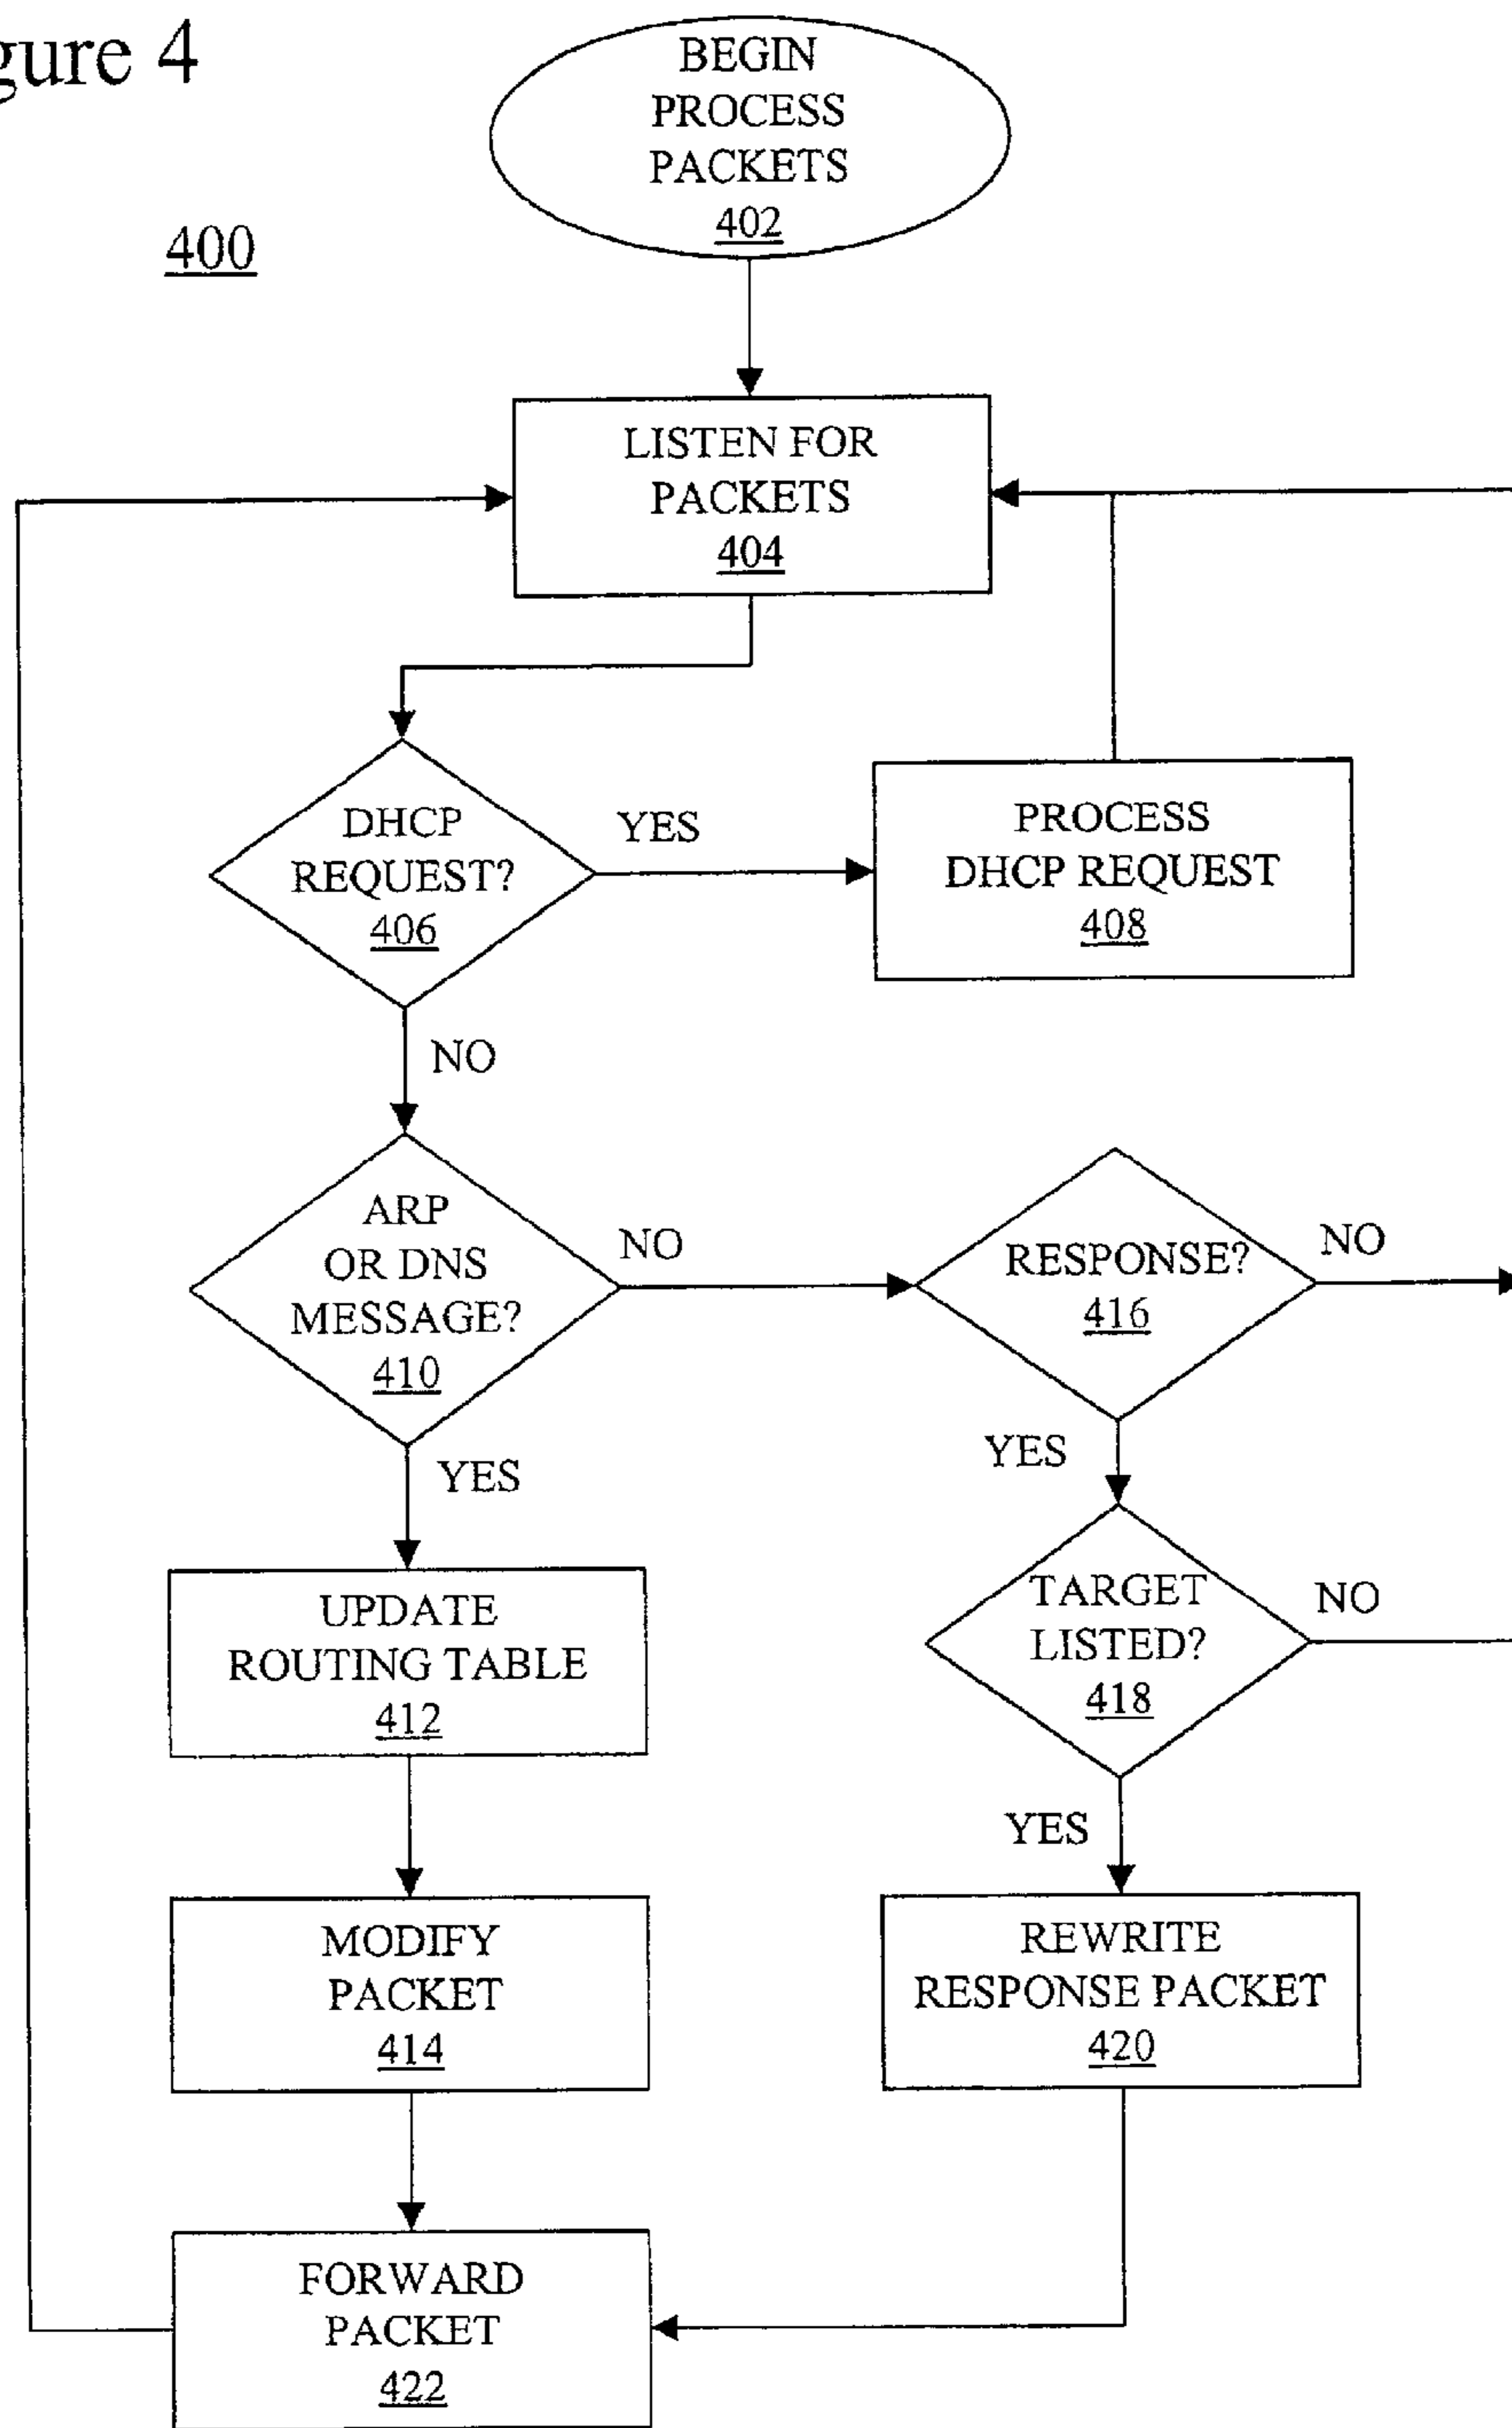 gure 4
BEGIN
PROCESS
PACKETS
402
400
LISTEN FOR
PACKETS
404
DHCP
REQUEST?
406
YES
PROCESS
DHCP REQUEST
408
NO
ARP
OR DNS
MESSAGE?
410
NO
RESPONSE?
416
NO
YES
YES
UPDATE
ROUTING TABLE
412
TARGET
LISTED?
418
NO
YES
MODIFY
PACKET
414
REWRITE
RESPONSE PACKET
420
FORWARD
PACKET
422